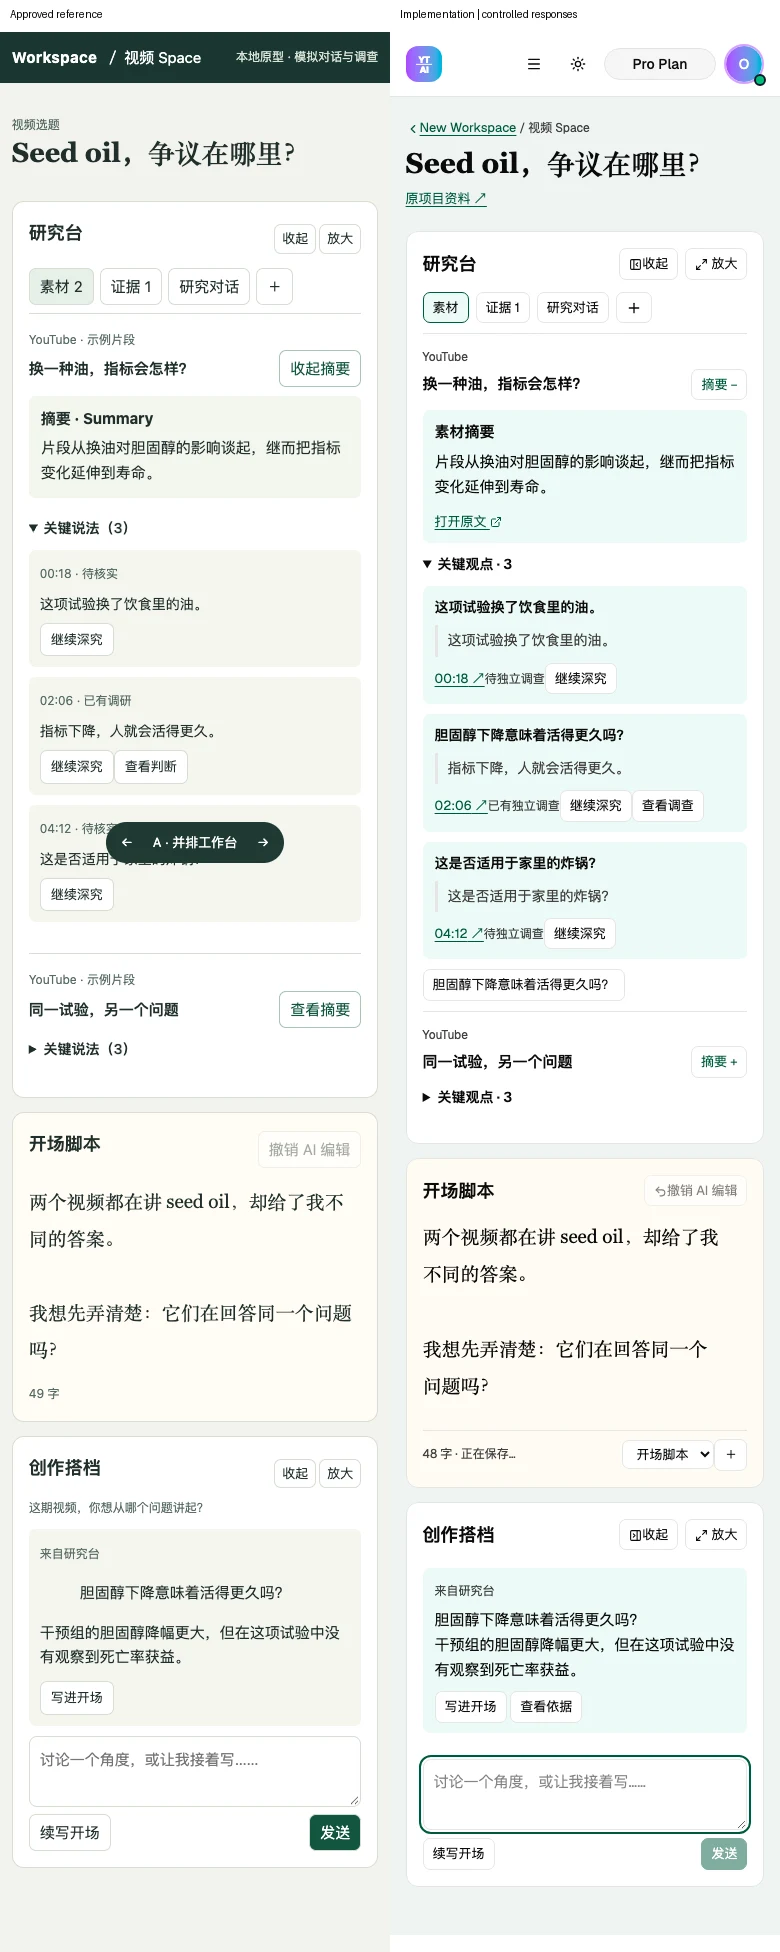 Approved reference
Workspace / 视频 Space
本地原型 · 模拟对话与调查
视频选题
Seed oil，争议在哪里？
研究台
收起 放大
素材 2 证据 1 研究对话 +
YouTube · 示例片段
换一种油，指标会怎样？
收起摘要
摘要 · Summary
片段从换油对胆固醇的影响谈起，继而把指标
变化延伸到寿命。
▼ 关键说法（3）
00:18 · 待核实
这项试验换了饮食里的油。
继续深究
02:06 · 已有调研
指标下降，人就会活得更久。
继续深究 查看判断
04:12 · 待核实
← A · 并排工作台 →
这是否适用于
继续深究
YouTube · 示例片段
同一试验，另一个问题
查看摘要
▶ 关键说法（3）
开场脚本
撤销 AI 编辑
两个视频都在讲 seed oil，却给了我不
同的答案。
我想先弄清楚：它们在回答同一个问题
吗？
49 字
创作搭档
收起 放大
这期视频，你想从哪个问题讲起？
来自研究台
胆固醇下降意味着活得更久吗？
干预组的胆固醇降幅更大，但在这项试验中没
有观察到死亡率获益。
写进开场
讨论一个角度，或让我接着写……
续写开场 发送
Implementation | controlled responses
YT
AI
Pro Plan
O
‹ New Workspace / 视频 Space
Seed oil，争议在哪里？
原项目资料 ↗
研究台
收起 放大
素材 证据 1 研究对话 +
YouTube
换一种油，指标会怎样？
摘要 −
素材摘要
片段从换油对胆固醇的影响谈起，继而把指标
变化延伸到寿命。
打开原文
▼ 关键观点 · 3
这项试验换了饮食里的油。
这项试验换了饮食里的油。
00:18 ↗待独立调查 继续深究
胆固醇下降意味着活得更久吗？
指标下降，人就会活得更久。
02:06 ↗已有独立调查 继续深究 查看调查
这是否适用于家里的炸锅？
这是否适用于家里的炸锅？
04:12 ↗待独立调查 继续深究
胆固醇下降意味着活得更久吗？
YouTube
同一试验，另一个问题
摘要 +
▶ 关键观点 · 3
开场脚本
撤销 AI 编辑
两个视频都在讲 seed oil，却给了我
不同的答案。
我想先弄清楚：它们在回答同一个
问题吗？
48 字 · 正在保存…
开场脚本 +
创作搭档
收起 放大
来自研究台
胆固醇下降意味着活得更久吗？
干预组的胆固醇降幅更大，但在这项试验中没
有观察到死亡率获益。
写进开场 查看依据
讨论一个角度，或让我接着写……
续写开场 发送